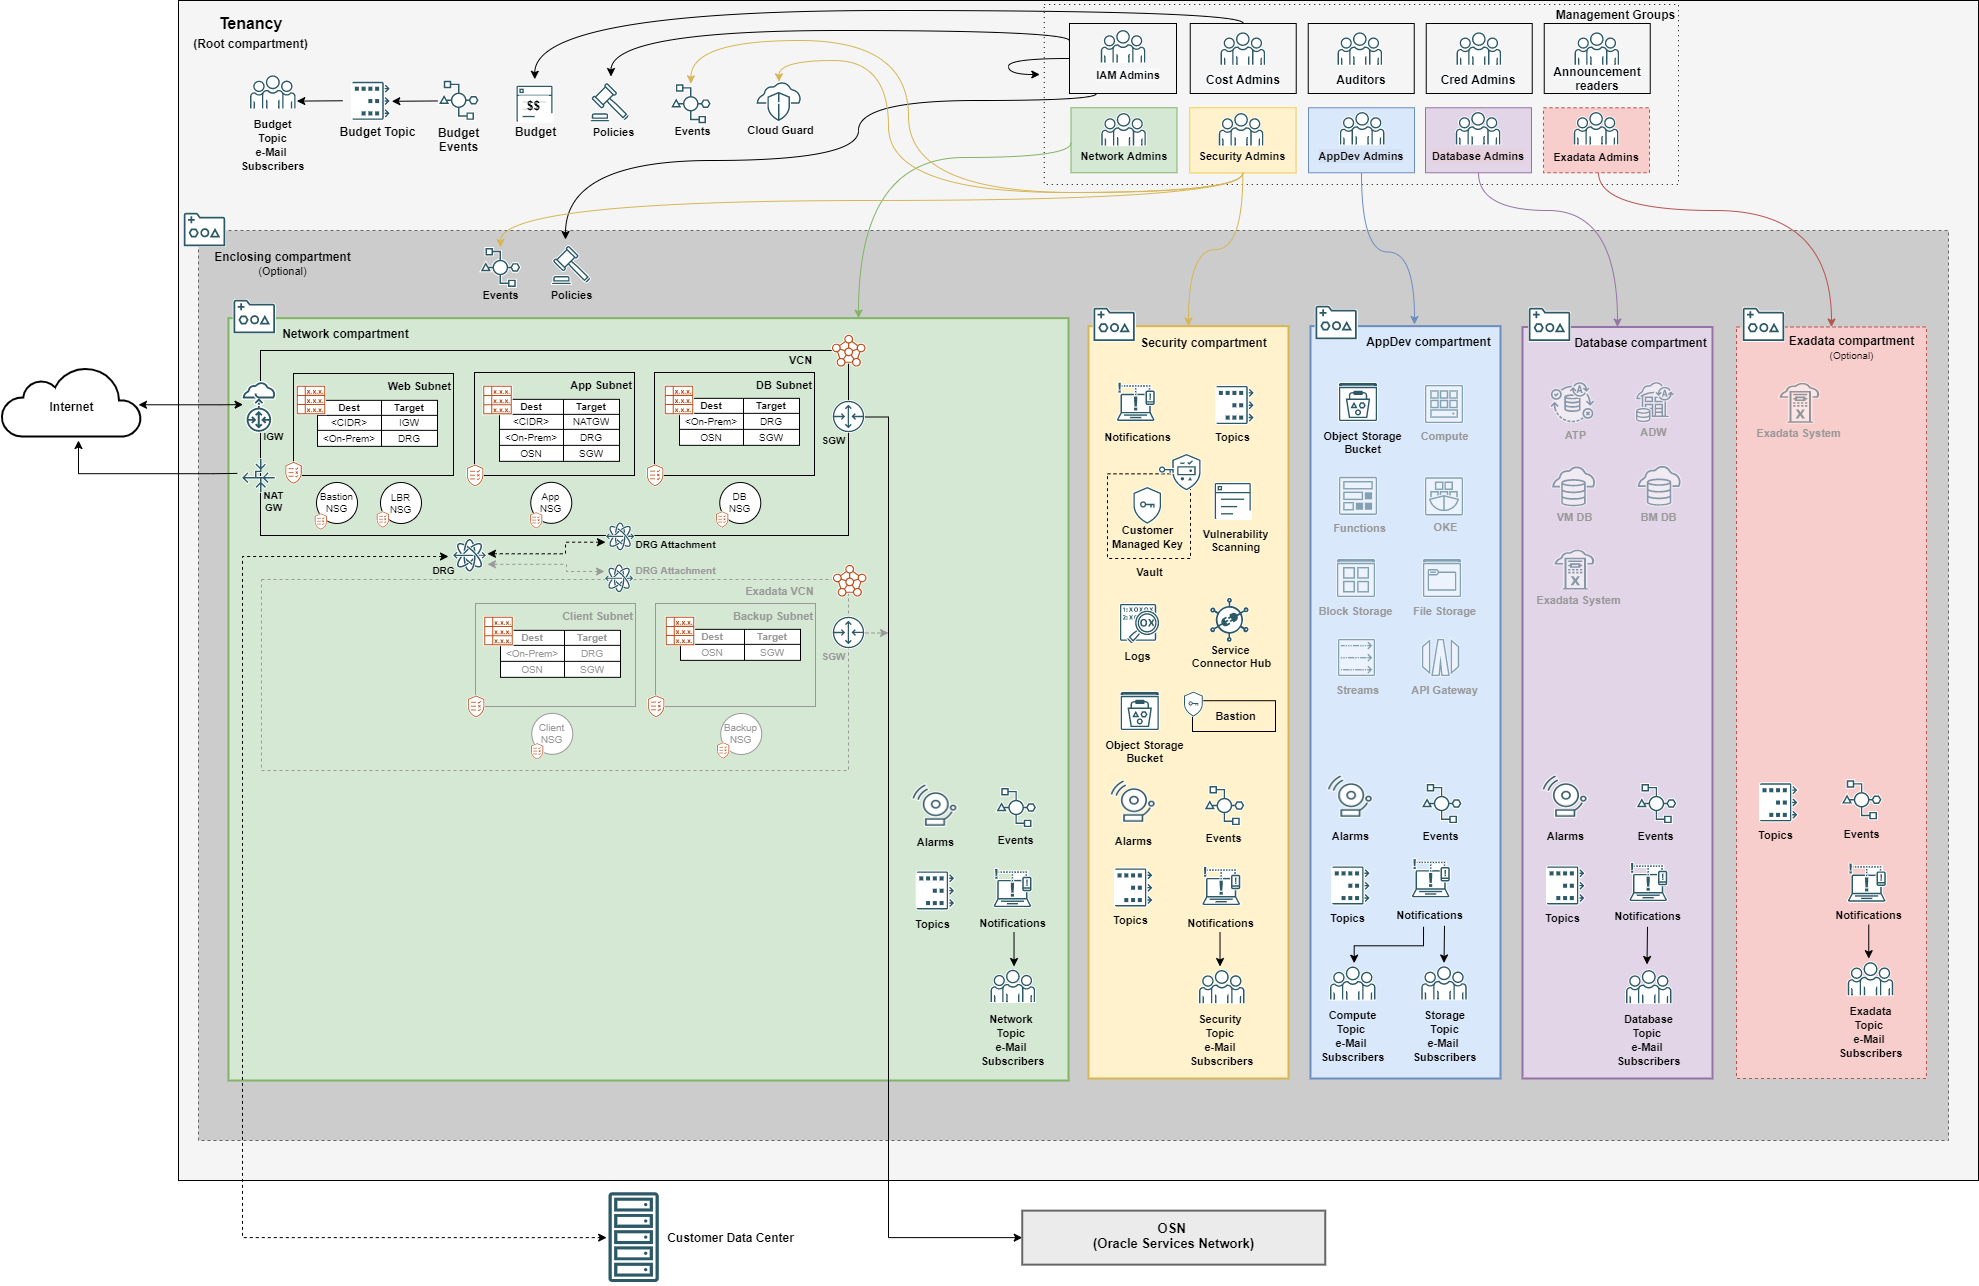 Tenancy
(Root compartment)
Management Groups
IAM Admins
Cost Admins
Auditors
Cred Admins
Announcement
readers
Network Admins
Security Admins
AppDev Admins
Database Admins
Exadata Admins
Budget
Topic
e-Mail
Subscribers
Budget Topic
Budget
Events
$$
Budget
Policies
Events
Cloud Guard
Enclosing compartment
(Optional)
Events
Policies
Internet
Network compartment
VCN
IGW
NAT
GW
Web Subnet
x.x.x.
x.x.x.
x.x.x.
Dest Target
<CIDR> IGW
<On-Prem> DRG
App Subnet
x.x.x.
x.x.x.
x.x.x.
Dest Target
<CIDR> NATGW
<On-Prem> DRG
OSN SGW
DB Subnet
x.x.x.
x.x.x.
x.x.x.
Dest Target
<On-Prem> DRG
OSN SGW
SGW
Bastion
NSG
LBR
NSG
App
NSG
DB
NSG
DRG
DRG Attachment
DRG Attachment
Exadata VCN
Client Subnet
x.x.x.
x.x.x.
x.x.x.
Dest Target
<On-Prem> DRG
OSN SGW
Backup Subnet
x.x.x.
x.x.x.
x.x.x.
Dest Target
OSN SGW
SGW
Client
NSG
Backup
NSG
Alarms
Events
Topics
Notifications
Network
Topic
e-Mail
Subscribers
Security compartment
Notifications
Topics
Customer
Managed Key
Vault
Vulnerability
Scanning
Logs
Service
Connector Hub
Object Storage
Bucket
Bastion
Alarms
Events
Topics
Notifications
Security
Topic
e-Mail
Subscribers
AppDev compartment
Object Storage
Bucket
Compute
Functions
OKE
Block Storage
File Storage
Streams
API Gateway
Alarms
Events
Topics
Notifications
Compute
Topic
e-Mail
Subscribers
Storage
Topic
e-Mail
Subscribers
Database compartment
ATP
ADW
VM DB
BM DB
X
Exadata System
Alarms
Events
Topics
Notifications
Database
Topic
e-Mail
Subscribers
Exadata compartment
(Optional)
X
Exadata System
Topics
Events
Notifications
Exadata
Topic
e-Mail
Subscribers
Customer Data Center
OSN
(Oracle Services Network)